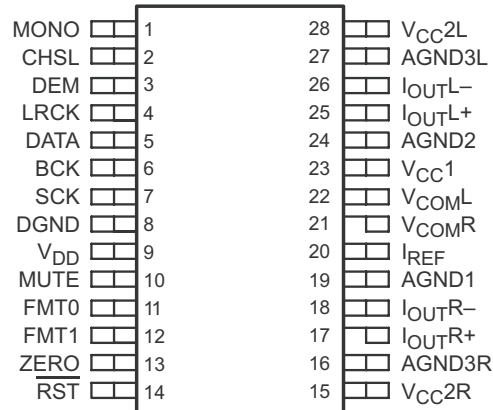 MONO 1 28 VCC2L
CHSL 2 27 AGND3L
DEM 3 26 IOUTL–
LRCK 4 25 IOUTL+
DATA 5 24 AGND2
BCK 6 23 VCC1
SCK 7 22 VCOML
DGND 8 21 VCOMR
VDD 9 20 IREF
MUTE 10 19 AGND1
FMT0 11 18 IOUTR–
FMT1 12 17 IOUTR+
ZERO 13 16 AGND3R
RST 14 15 VCC2R